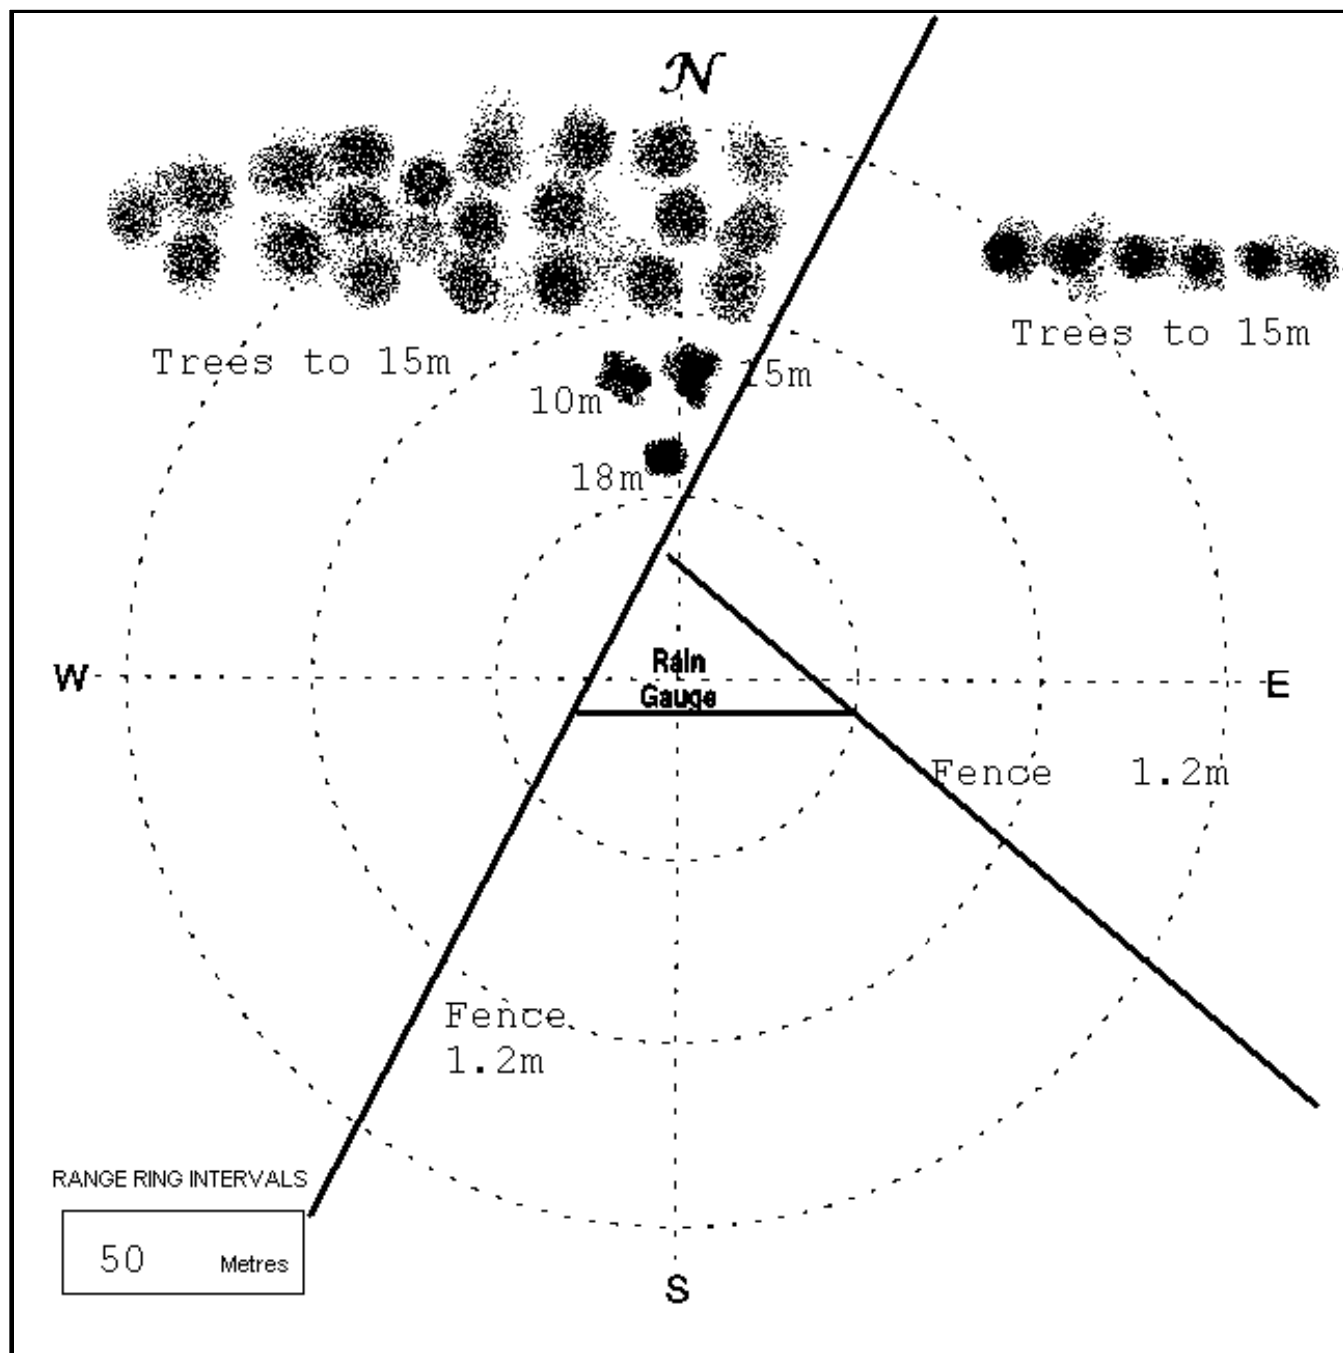 N
Trees to 15m
Trees to 15m
15m
10m
18m
W
Rain
Gauge
E
Fence 1.2m
Fence
1.2m
RANGE RING INTERVALS
50 Metres
S